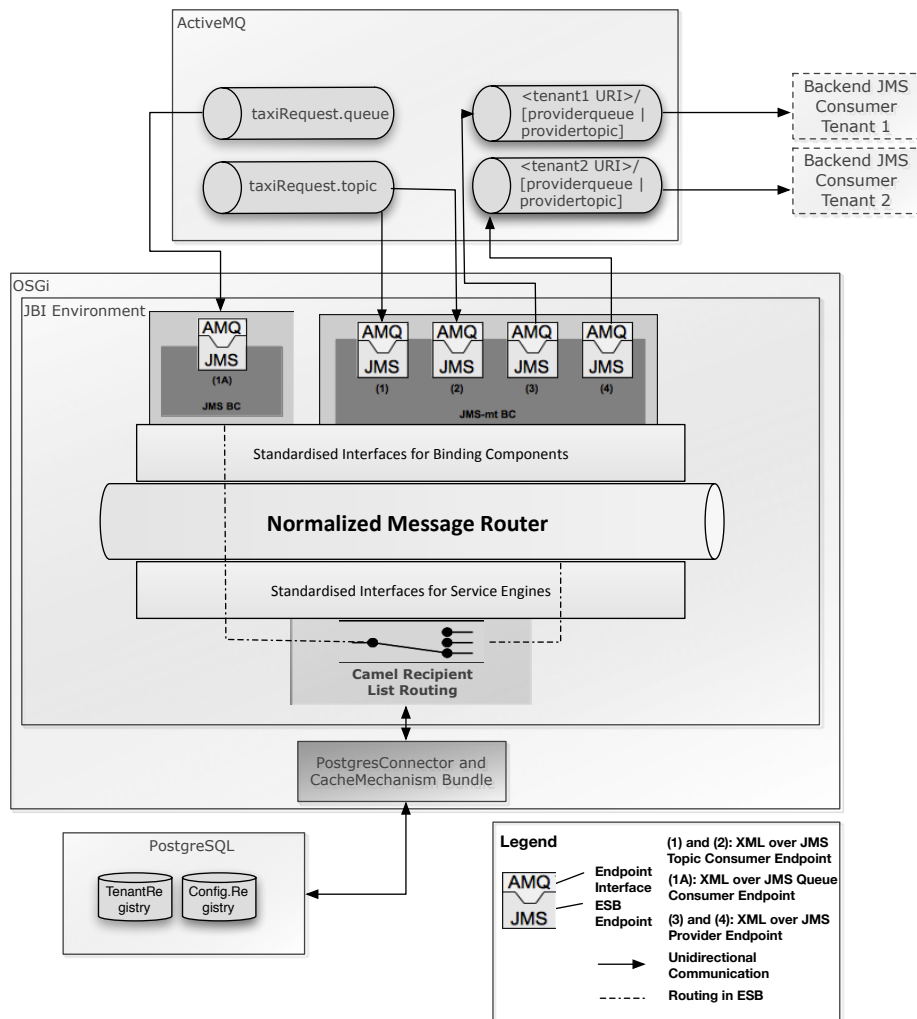 ActiveMQ
taxiRequest.queue
taxiRequest.topic
<tenant1 URI>/
[providerqueue |
providertopic]
<tenant2 URI>/
[providerqueue |
providertopic]
Backend JMS
Consumer
Tenant 1
Backend JMS
Consumer
Tenant 2
OSGi
JBI Environment
AMQ
JMS
(1A)
JMS BC
AMQ
JMS
(1)
AMQ
JMS
(2)
AMQ
JMS
(3)
AMQ
JMS
(4)
JMS-mt BC
Standardised Interfaces for Binding Components
Normalized Message Router
Standardised Interfaces for Service Engines
Camel Recipient
List Routing
PostgresConnector and
CacheMechanism Bundle
PostgreSQL
TenantRe
gistry
Config.Re
gistry
Legend
AMQ
JMS
Endpoint
Interface
ESB
Endpoint
(1) and (2): XML over JMS
Topic Consumer Endpoint
(1A): XML over JMS Queue
Consumer Endpoint
(3) and (4): XML over JMS
Provider Endpoint
Unidirectional
Communication
Routing in ESB